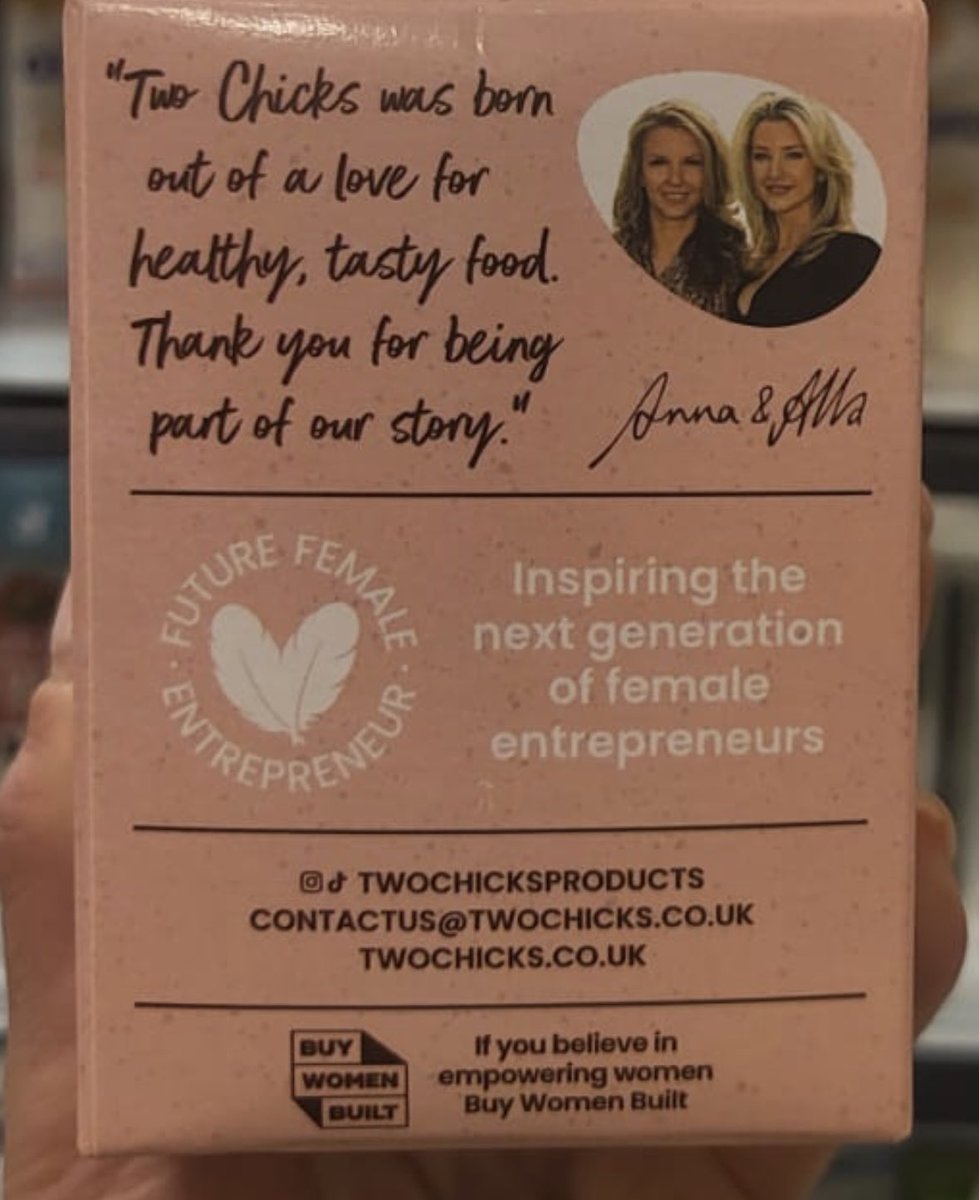 "Two Chicks was born
out of a love for
healthy, tasty food.
Thank you for being
part of our story."
Anna & Alla
· FUTURE FEMALE ·
ENTREPRENEUR
Inspiring the
next generation
of female
entrepreneurs
TWOCHICKSPRODUCTS
CONTACTUS@TWOCHICKS.CO.UK
TWOCHICKS.CO.UK
BUY
WOMEN
BUILT
If you believe in
empowering women
Buy Women Built